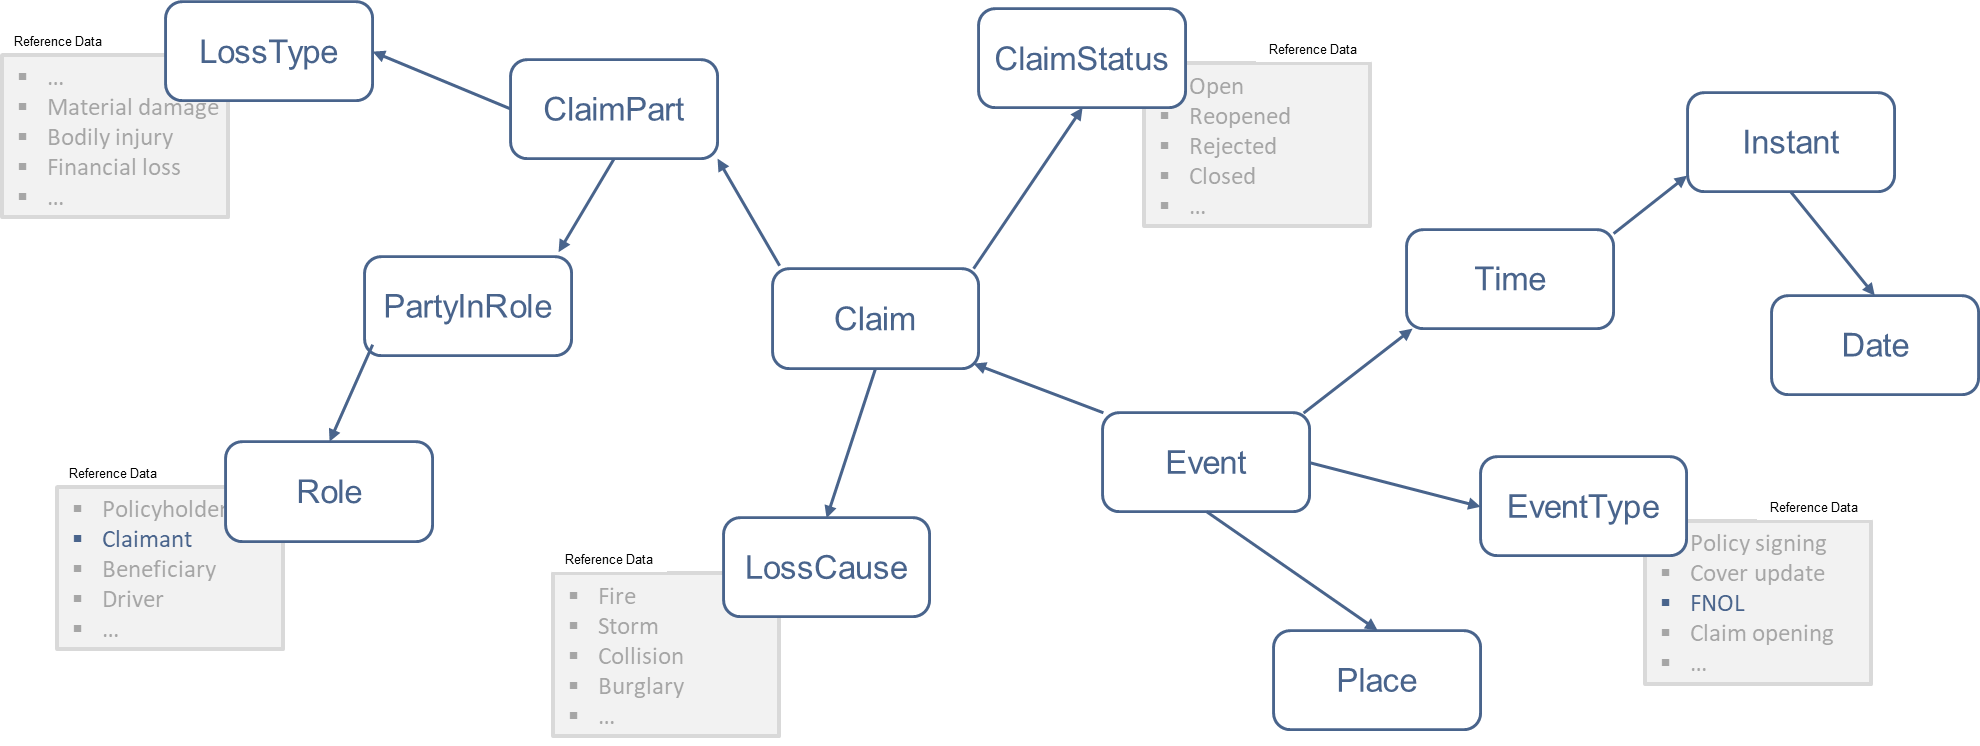 Reference Data
LossType
...
Material damage
Bodily injury
Financial loss
...
ClaimPart
ClaimStatus
Reference Data
Open
Reopened
Rejected
Closed
...
Instant
Time
Date
PartyInRole
Claim
Event
Role
Reference Data
Policyholder
Claimant
Beneficiary
Driver
...
LossCause
Reference Data
Fire
Storm
Collision
Burglary
...
EventType
Reference Data
Policy signing
Cover update
FNOL
Claim opening
...
Place